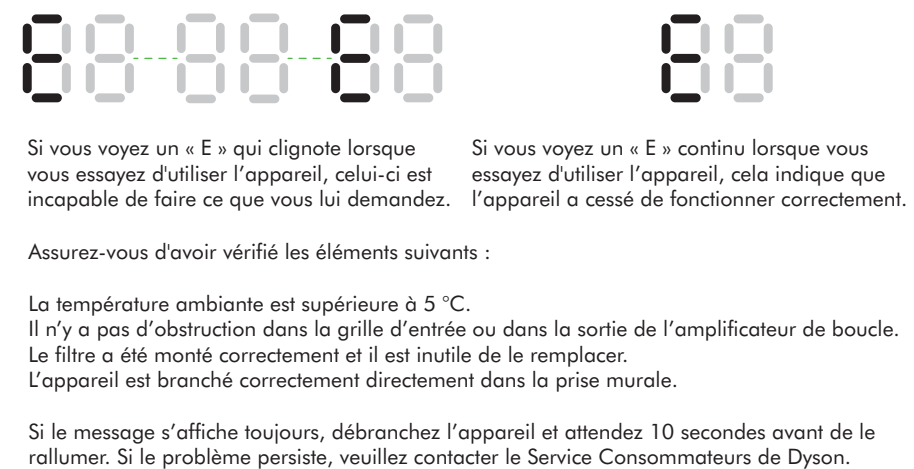 E E E
Si vous voyez un « E » qui clignote lorsque
vous essayez d'utiliser l'appareil, celui-ci est
incapable de faire ce que vous lui demandez.
Si vous voyez un « E » continu lorsque vous
essayez d'utiliser l'appareil, cela indique que
l'appareil a cessé de fonctionner correctement.
Assurez-vous d'avoir vérifié les éléments suivants :
La température ambiante est supérieure à 5 °C.
Il n'y a pas d'obstruction dans la grille d'entrée ou dans la sortie de l'amplificateur de boucle.
Le filtre a été monté correctement et il est inutile de le remplacer.
L'appareil est branché correctement directement dans la prise murale.
Si le message s'affiche toujours, débranchez l'appareil et attendez 10 secondes avant de le
rallumer. Si le problème persiste, veuillez contacter le Service Consommateurs de Dyson.